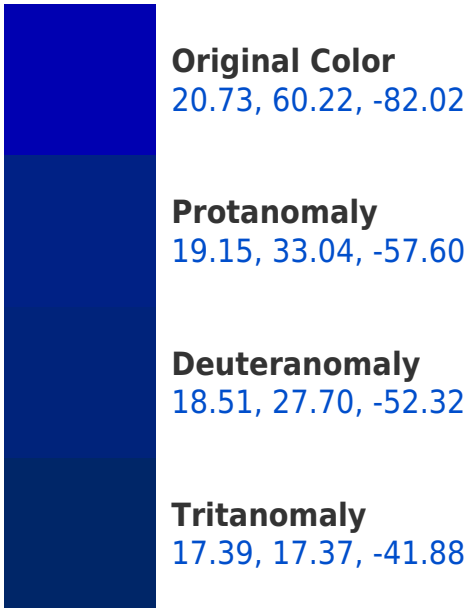 Original Color
20.73, 60.22, -82.02
Protanomaly
19.15, 33.04, -57.60
Deuteranomaly
18.51, 27.70, -52.32
Tritanomaly
17.39, 17.37, -41.88